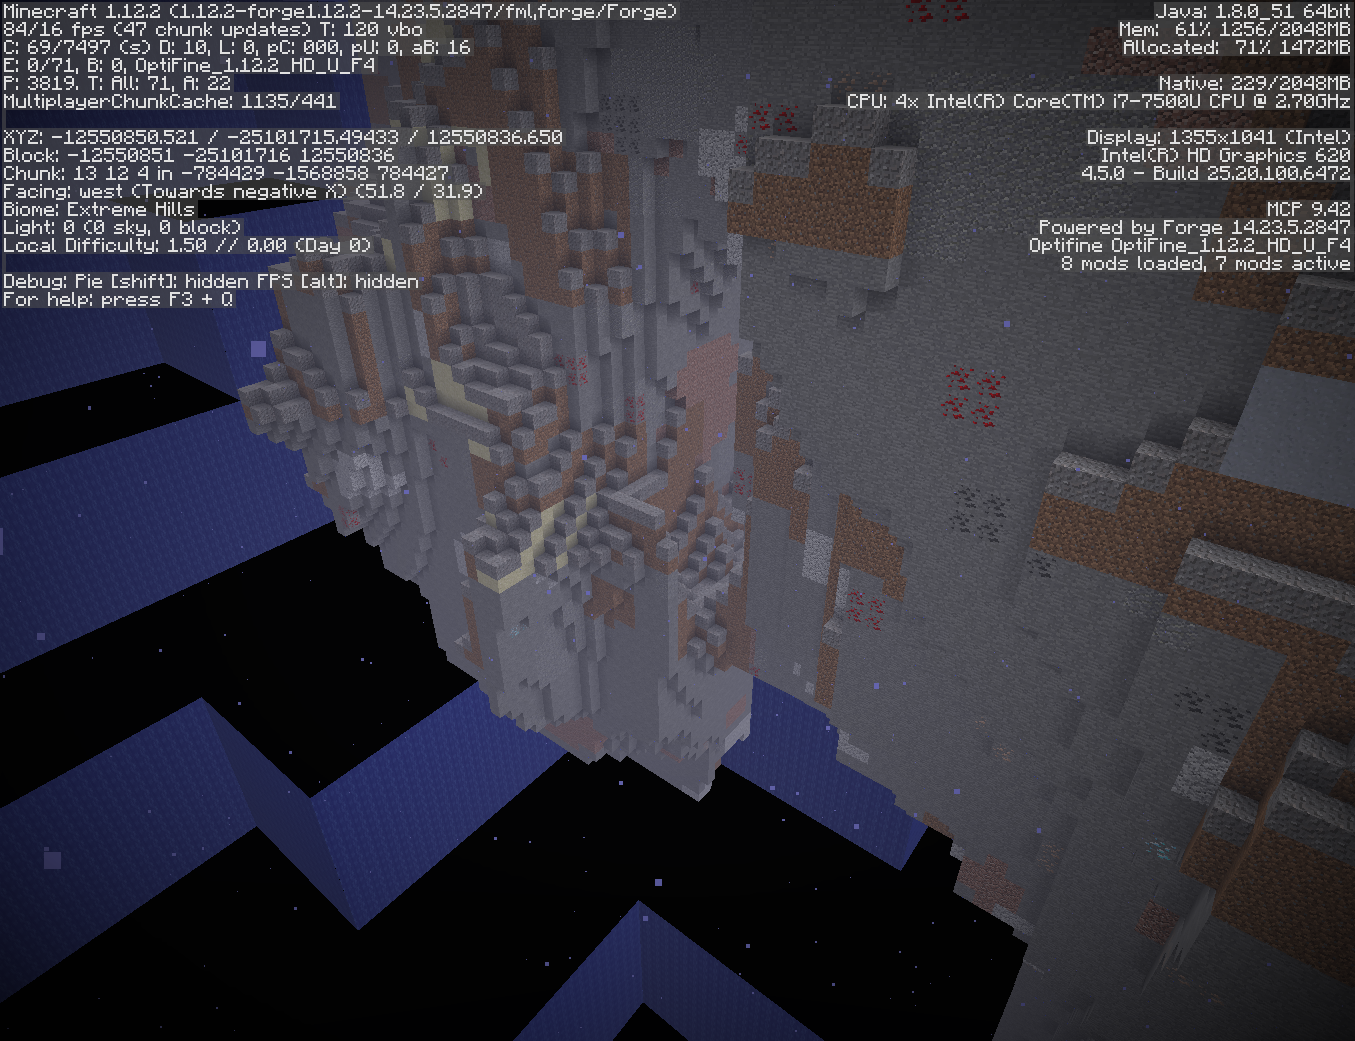 Minecraft 1.12.2 (1.12.2-forge1.12.2-14.23.5.2847/fml,forge/Forge)
84/16 fps (47 chunk updates) T: 120 vbo
C: 69/7497 (s) D: 10, L: 0, pC: 000, pU: 0, aB: 16
E: 0/71, B: 0, OptiFine_1.12.2_HD_U_F4
P: 3819. T: All: 71, A: 22
MultiplayerChunkCache: 1135/441
XYZ: -12550850.521 / -25101715.49433 / 12550836.650
Block: -12550851 -25101716 12550836
Chunk: 13 12 4 in -784429 -1568858 784427
Facing: west (Towards negative X) (51.8 / 31.9)
Biome: Extreme Hills
Light: 0 (0 sky, 0 block)
Local Difficulty: 1.50 // 0.00 (Day 0)
Debug: Pie [shift]: hidden FPS [alt]: hidden
For help: press F3 + Q
Java: 1.8.0_51 64bit
Mem: 61% 1256/2048MB
Allocated: 71% 1472MB
Native: 229/2048MB
CPU: 4x Intel(R) Core(TM) i7-7500U CPU @ 2.70GHz
Display: 1355x1041 (Intel)
Intel(R) HD Graphics 620
4.5.0 - Build 25.20.100.6472
MCP 9.42
Powered by Forge 14.23.5.2847
Optifine OptiFine_1.12.2_HD_U_F4
8 mods loaded, 7 mods active